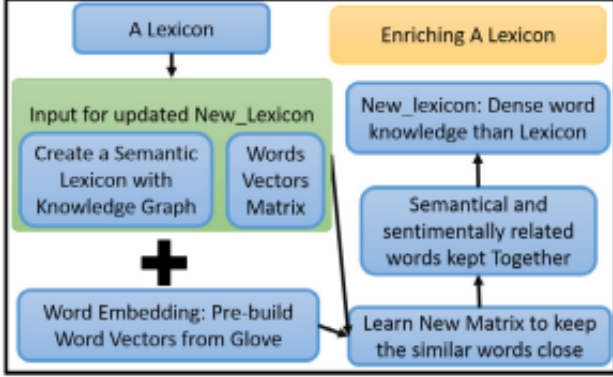 A Lexicon
Enriching A Lexicon
Input for updated New_Lexicon
Create a Semantic
Lexicon with
Knowledge Graph
Words
Vectors
Matrix
Word Embedding: Pre-build
Word Vectors from Glove
Learn New Matrix to keep
the similar words close
Semantical and
sentimentally related
words kept Together
New_lexicon: Dense word
knowledge than Lexicon